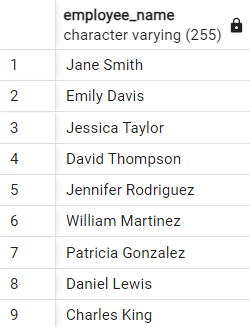 employee_name
character varying (255)
1 Jane Smith
2 Emily Davis
3 Jessica Taylor
4 David Thompson
5 Jennifer Rodriguez
6 William Martinez
7 Patricia Gonzalez
8 Daniel Lewis
9 Charles King